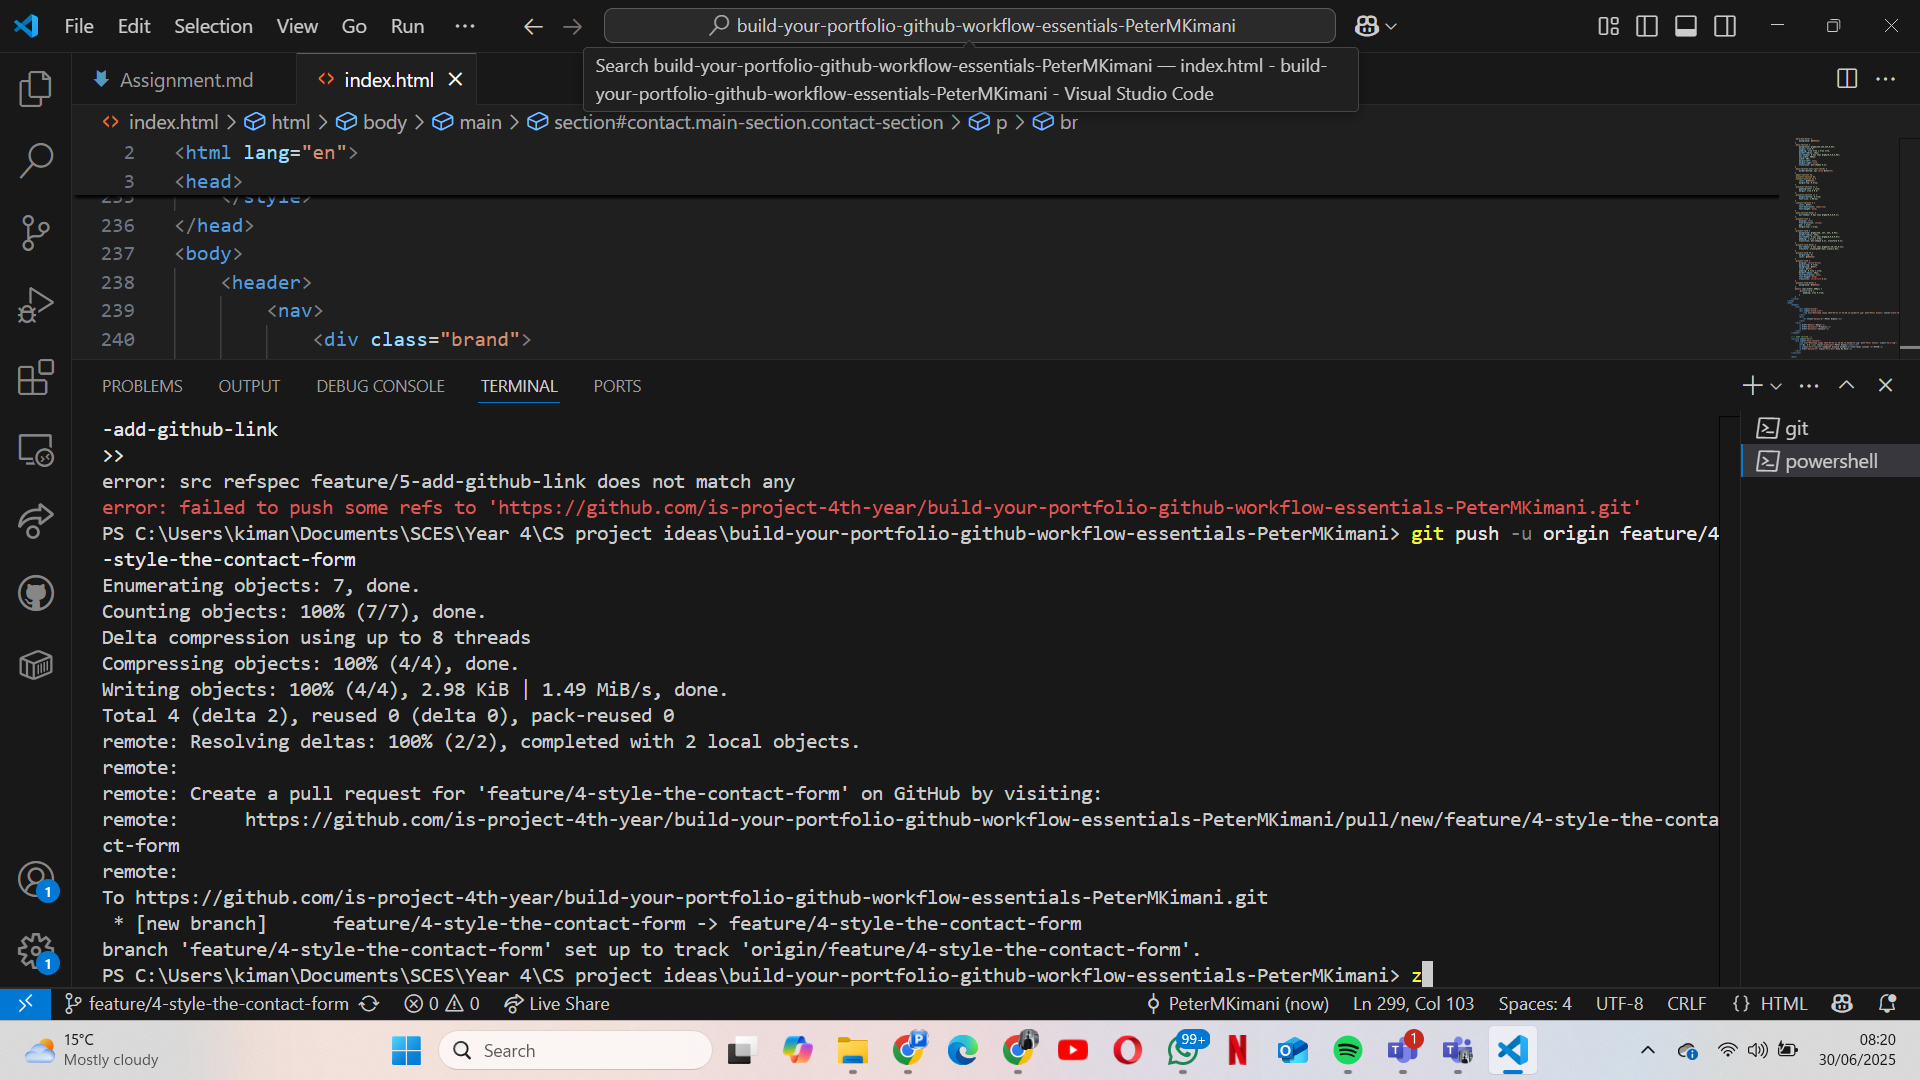 File Edit Selection View Go Run ··· build-your-portfolio-github-workflow-essentials-PeterMKimani
Search build-your-portfolio-github-workflow-essentials-PeterMKimani — index.html - build-
your-portfolio-github-workflow-essentials-PeterMKimani - Visual Studio Code
Assignment.md index.html
index.html > html > body > main > section#contact.main-section.contact-section > p > br
2 <html lang="en">
3 <head>
235 </style>
236 </head>
237 <body>
238 <header>
239 <nav>
240 <div class="brand">
PROBLEMS OUTPUT DEBUG CONSOLE TERMINAL PORTS
git
powershell
-add-github-link
>>
error: src refspec feature/5-add-github-link does not match any
error: failed to push some refs to 'https://github.com/is-project-4th-year/build-your-portfolio-github-workflow-essentials-PeterMKimani.git'
PS C:\Users\kiman\Documents\SCES\Year 4\CS project ideas\build-your-portfolio-github-workflow-essentials-PeterMKimani> git push -u origin feature/4
-style-the-contact-form
Enumerating objects: 7, done.
Counting objects: 100% (7/7), done.
Delta compression using up to 8 threads
Compressing objects: 100% (4/4), done.
Writing objects: 100% (4/4), 2.98 KiB | 1.49 MiB/s, done.
Total 4 (delta 2), reused 0 (delta 0), pack-reused 0
remote: Resolving deltas: 100% (2/2), completed with 2 local objects.
remote:
remote: Create a pull request for 'feature/4-style-the-contact-form' on GitHub by visiting:
remote:      https://github.com/is-project-4th-year/build-your-portfolio-github-workflow-essentials-PeterMKimani/pull/new/feature/4-style-the-conta
ct-form
remote:
To https://github.com/is-project-4th-year/build-your-portfolio-github-workflow-essentials-PeterMKimani.git
 * [new branch]      feature/4-style-the-contact-form -> feature/4-style-the-contact-form
branch 'feature/4-style-the-contact-form' set up to track 'origin/feature/4-style-the-contact-form'.
PS C:\Users\kiman\Documents\SCES\Year 4\CS project ideas\build-your-portfolio-github-workflow-essentials-PeterMKimani> z
1
1
feature/4-style-the-contact-form 0 0 Live Share PeterMKimani (now) Ln 299, Col 103 Spaces: 4 UTF-8 CRLF {} HTML
15°C
Mostly cloudy
Search
P
99+
1
08:20
30/06/2025